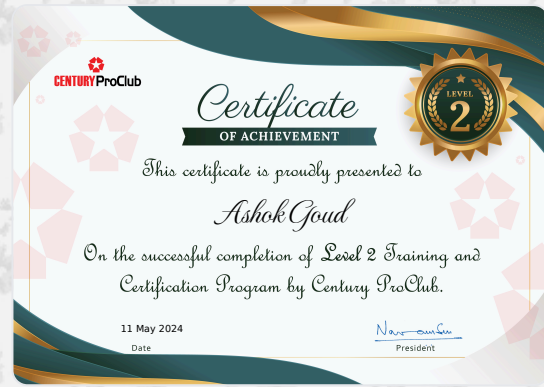 CENTURY ProClub
Certificate
OF ACHIEVEMENT
LEVEL
2
This certificate is proudly presented to
Ashok Goud
On the successful completion of Level 2 Training and
Certification Program by Century ProClub.
11 May 2024
Date
President